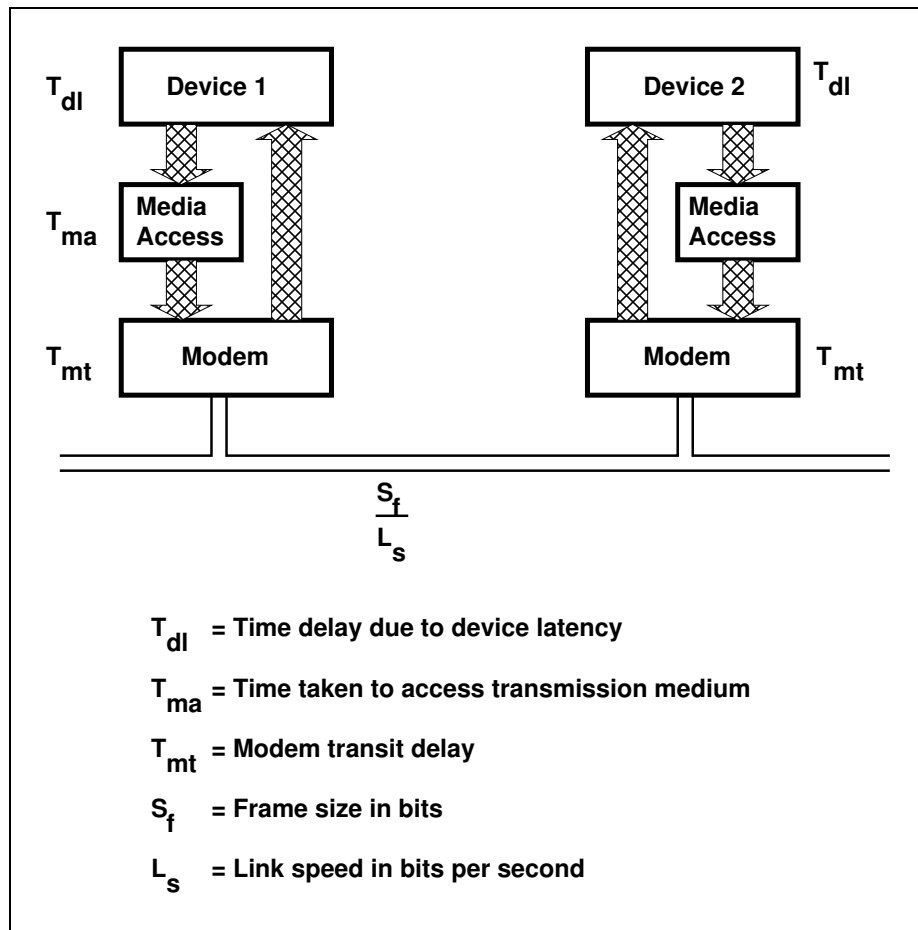 T_dl Device 1 Device 2 T_dl
T_ma Media Access Media Access
T_mt Modem Modem T_mt
S_f
L_s
T_dl = Time delay due to device latency
T_ma = Time taken to access transmission medium
T_mt = Modem transit delay
S_f = Frame size in bits
L_s = Link speed in bits per second